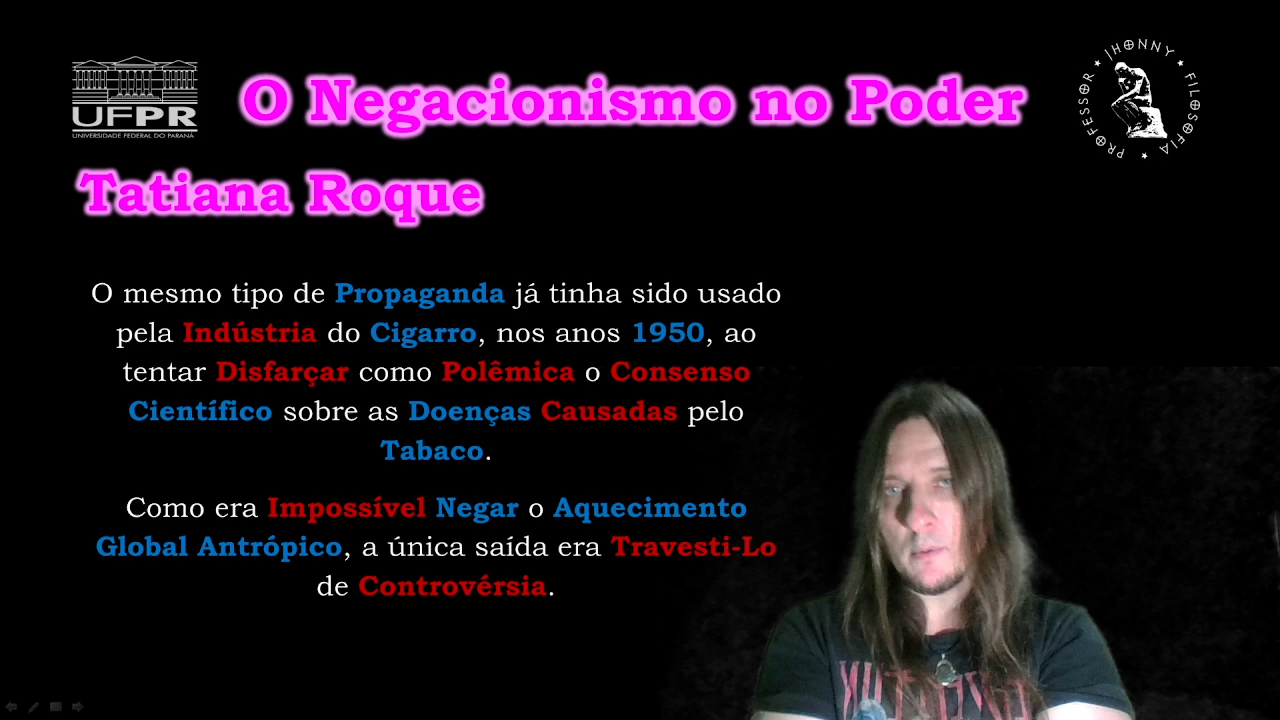 UFPR
UNIVERSIDADE FEDERAL DO PARANÁ
O Negacionismo no Poder
PROFESSOR ★ JHONNY ★ FILOSOFIA ★
Tatiana Roque
O mesmo tipo de Propaganda já tinha sido usado
pela Indústria do Cigarro, nos anos 1950, ao
tentar Disfarçar como Polêmica o Consenso
Científico sobre as Doenças Causadas pelo
Tabaco.
Como era Impossível Negar o Aquecimento
Global Antrópico, a única saída era Travesti-Lo
de Controvérsia.